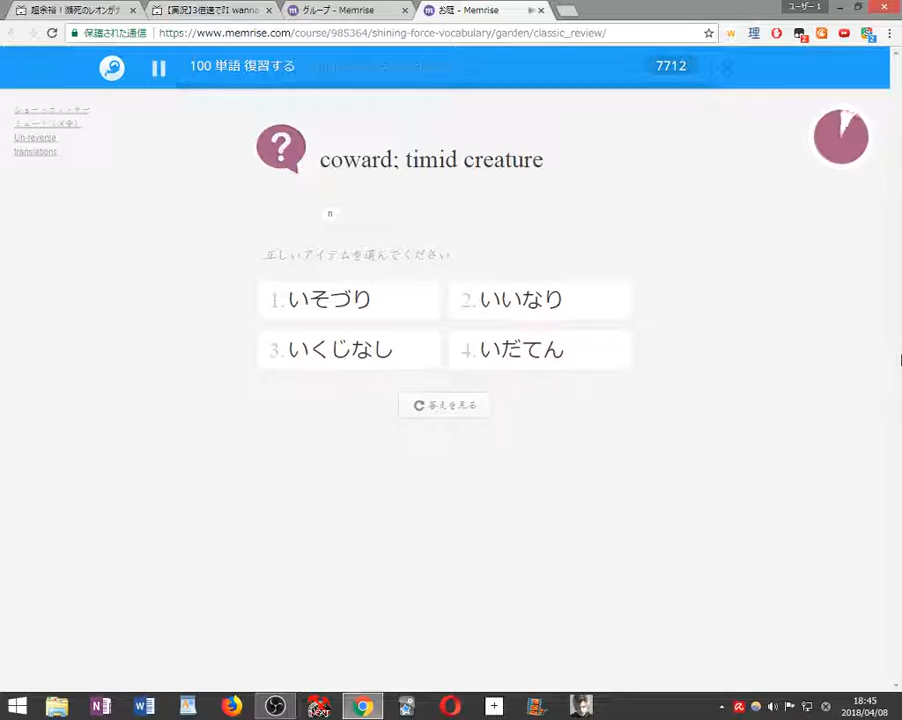 超余裕！瀕死のレオンが
【実況】3倍速でI wanna
グループ - Memrise
お庭 - Memrise
ユーザー 1
保護された通信
https://www.memrise.com/course/985364/shining-force-vocabulary/garden/classic_review/
100 単語 復習する
7712
Un-reverse
translations
coward; timid creature
n
正しいアイテムを選んでください
1. いそづり
2. いいなり
3. いくじなし
4. いだてん
答えを見る
18:45
2018/04/08